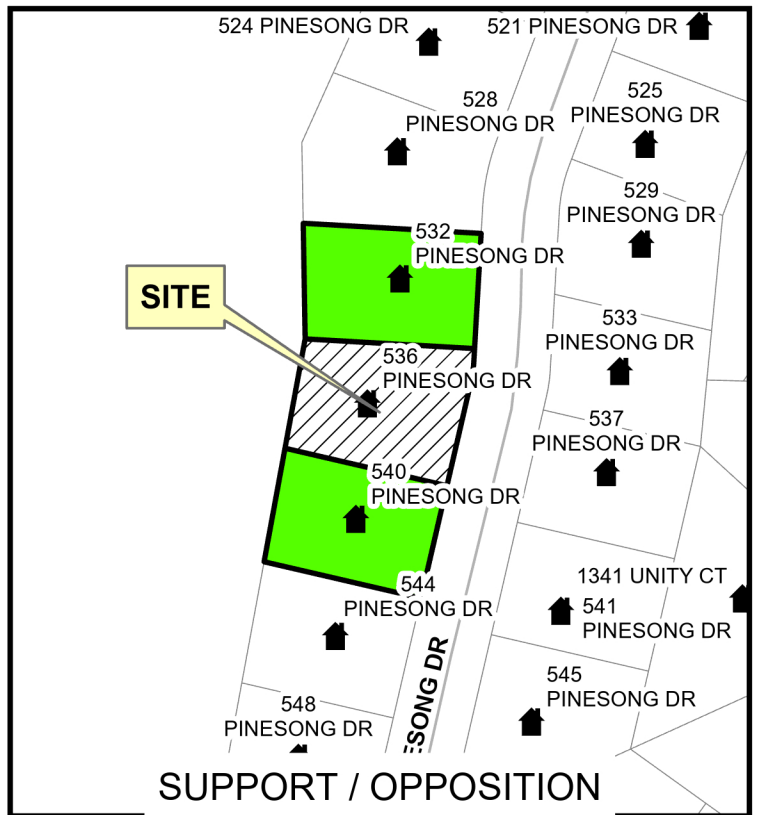 524 PINESONG DR
521 PINESONG DR
528
PINESONG DR
525
PINESONG DR
529
PINESONG DR
532
PINESONG DR
SITE
533
PINESONG DR
536
PINESONG DR
537
PINESONG DR
540
PINESONG DR
1341 UNITY CT
544
PINESONG DR
541
PINESONG DR
545
PINESONG DR
548
PINESONG DR
ESONG DR
SUPPORT / OPPOSITION